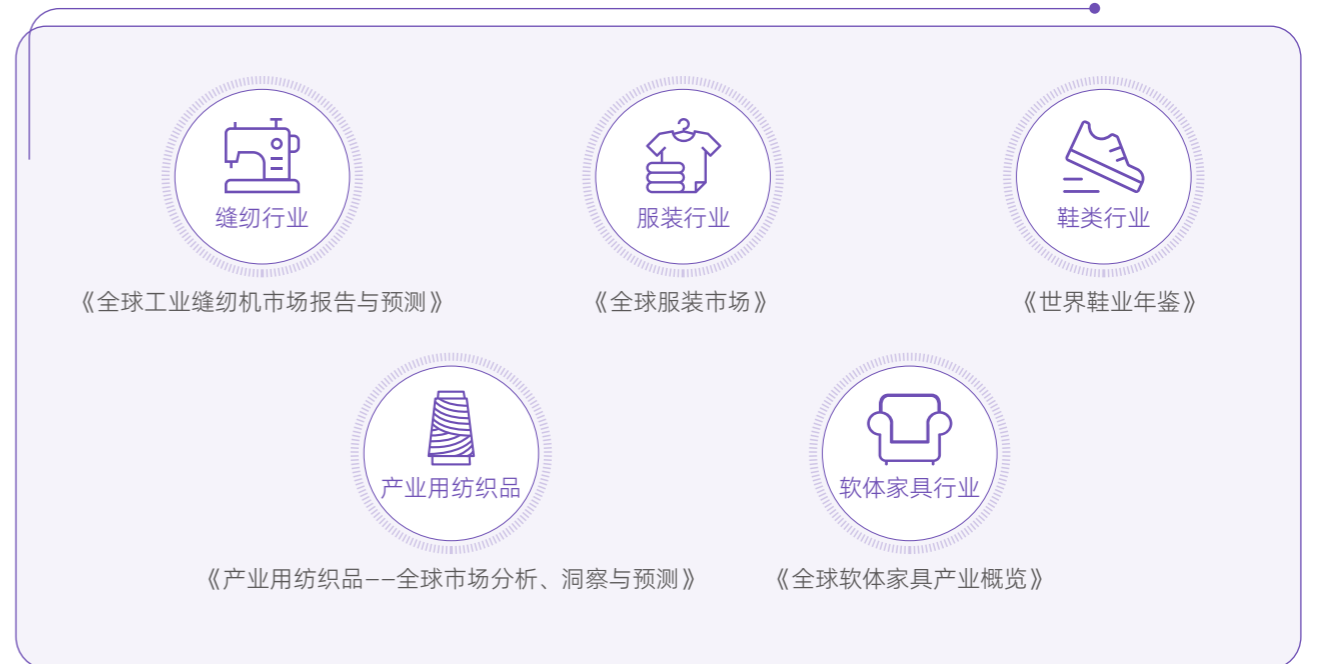 缝纫行业
服装行业
鞋类行业
《全球工业缝纫机市场报告与预测》
《全球服装市场》
《世界鞋业年鉴》
产业用纺织品
软体家具行业
《产业用纺织品——全球市场分析、洞察与预测》
《全球软体家具产业概览》